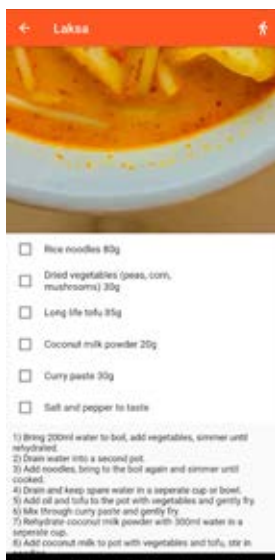 Laksa
Rice noodles 80g
Dried vegetables (peas, corn,
mushrooms) 30g
Long life tofu 85g
Coconut milk powder 20g
Curry paste 30g
Salt and pepper to taste
1) Bring 200ml water to boil, add vegetables, simmer until
rehydrated.
2) Drain water into a second pot.
3) Add noodles, bring to the boil again and simmer until
cooked.
4) Drain and keep spare water in a seperate cup or bowl.
5) Add oil and tofu to the pot with vegetables and gently fry.
6) Mix through curry paste and gently fry.
7) Rehydrate coconut milk powder with 300ml water in a
seperate cup.
8) Add coconut milk to pot with vegetables and tofu, stir in